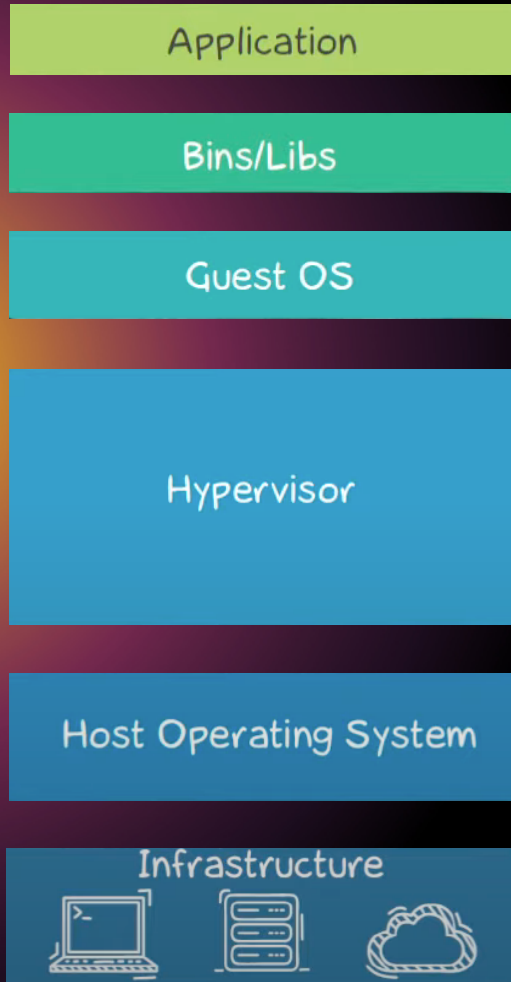 Application
Bins/Libs
Guest OS
Hypervisor
Host Operating System
Infrastructure
>_